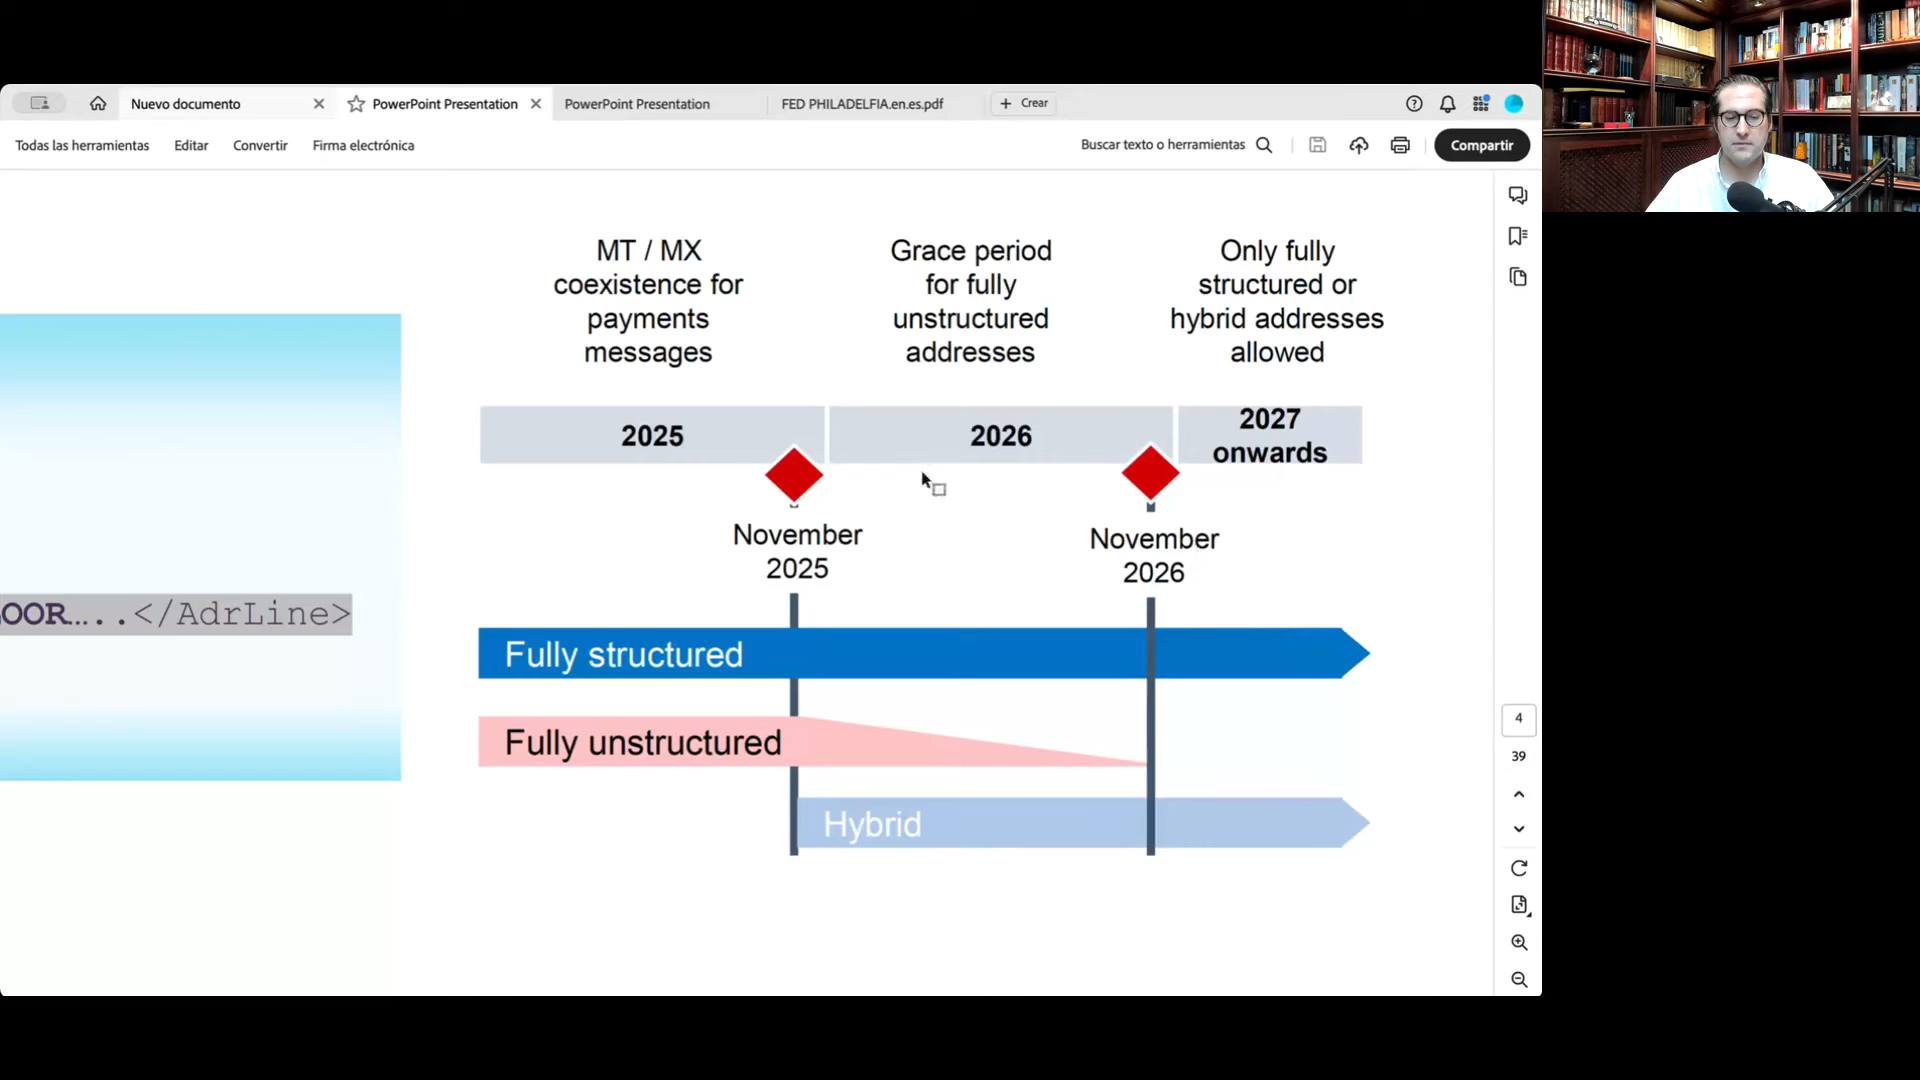 Nuevo documento
PowerPoint Presentation
PowerPoint Presentation
FED PHILADELFIA.en.es.pdf
Crear
Todas las herramientas
Editar
Convertir
Firma electrónica
Buscar texto o herramientas
Compartir
MT / MX
coexistence for
payments
messages
Grace period
for fully
unstructured
addresses
Only fully
structured or
hybrid addresses
allowed
2025
2026
2027
onwards
November
2025
November
2026
OOR.....</AdrLine>
Fully structured
Fully unstructured
Hybrid
4
39